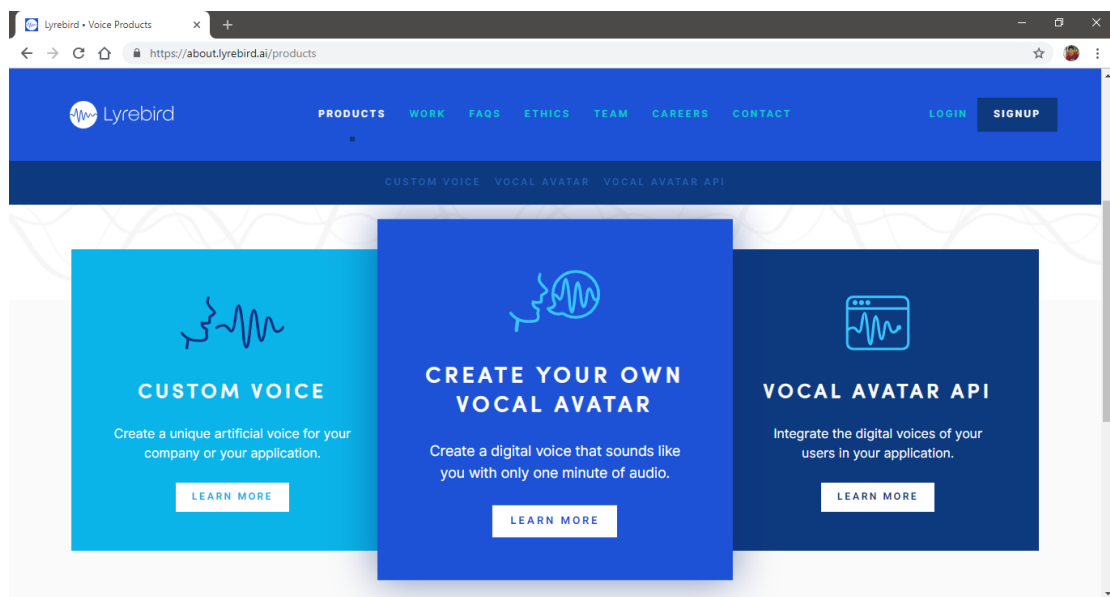 Lyrebird • Voice Products
https://about.lyrebird.ai/products
Lyrebird
PRODUCTS WORK FAQS ETHICS TEAM CAREERS CONTACT LOGIN SIGNUP
CUSTOM VOICE VOCAL AVATAR VOCAL AVATAR API
CUSTOM VOICE
Create a unique artificial voice for your
company or your application.
LEARN MORE
CREATE YOUR OWN
VOCAL AVATAR
Create a digital voice that sounds like
you with only one minute of audio.
LEARN MORE
VOCAL AVATAR API
Integrate the digital voices of your
users in your application.
LEARN MORE